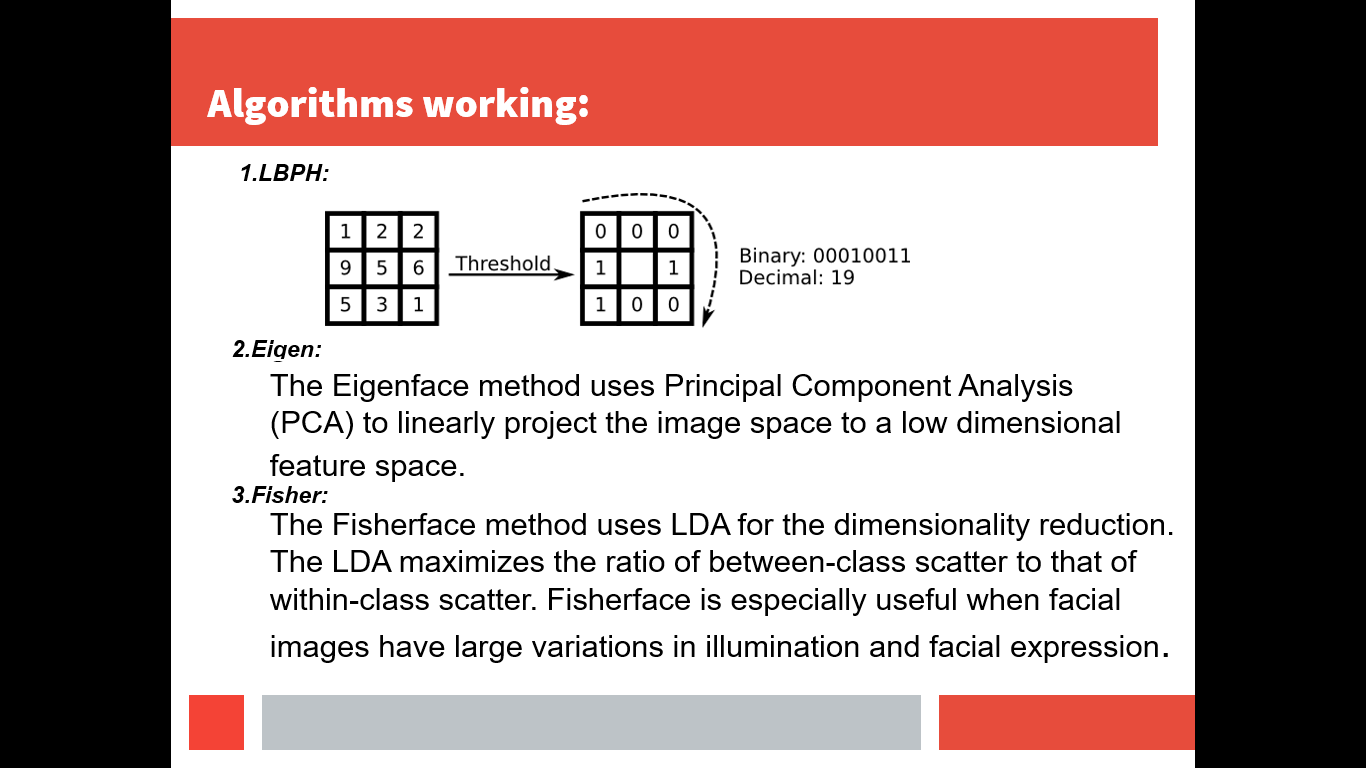 Algorithms working:
1.LBPH:
1 2 2
9 5 6
5 3 1
Threshold
0 0 0
1 1
1 0 0
Binary: 00010011
Decimal: 19
2.Eigen:
The Eigenface method uses Principal Component Analysis
(PCA) to linearly project the image space to a low dimensional
feature space.
3.Fisher:
The Fisherface method uses LDA for the dimensionality reduction.
The LDA maximizes the ratio of between-class scatter to that of
within-class scatter. Fisherface is especially useful when facial
images have large variations in illumination and facial expression.